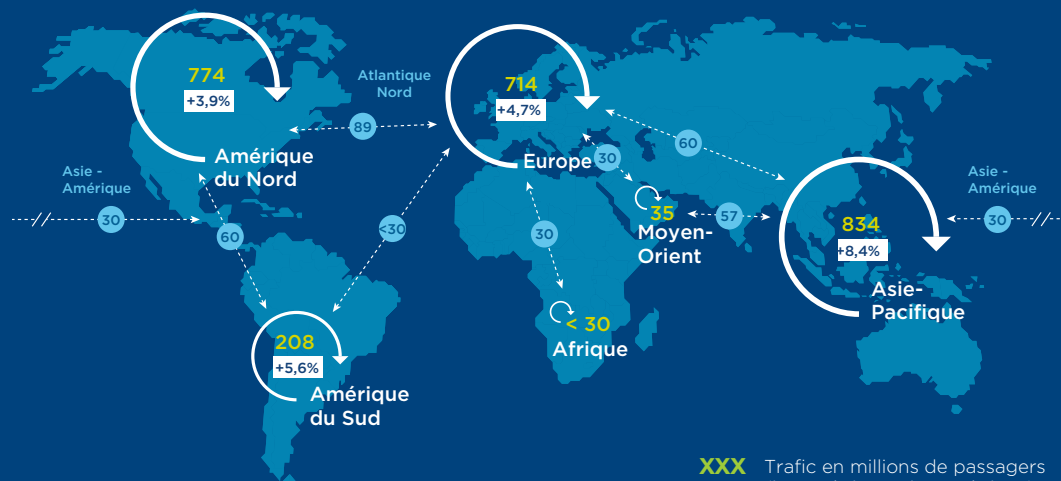 774
+3,9%
Amérique
du Nord
Atlantique
Nord
89
714
+4,7%
Europe
30
60
Asie -
Amérique
30
60
<30
30
35
Moyen-
Orient
57
834
+8,4%
Asie-
Pacifique
Asie -
Amérique
30
208
+5,6%
Amérique
du Sud
< 30
Afrique
XXX Trafic en millions de passagers